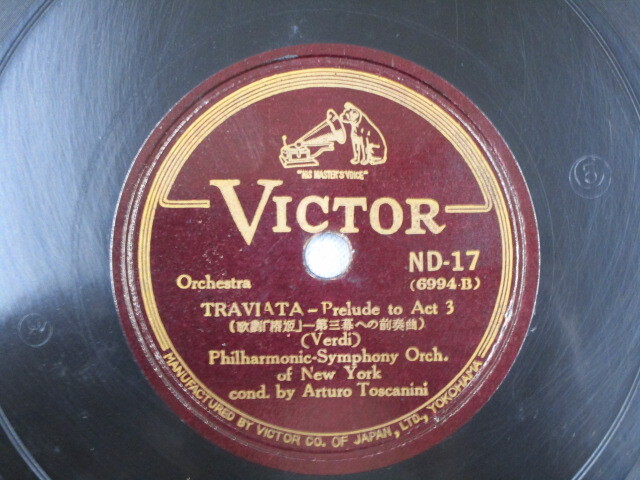 "HIS MASTER'S VOICE"
VICTOR
ND-17
Orchestra
(6994-B)
TRAVIATA - Prelude to Act 3
(歌劇「椿姫」—第三幕への前奏曲)
(Verdi)
Philharmonic-Symphony Orch.
of New York
cond. by Arturo Toscanini
MANUFACTURED BY VICTOR CO. OF JAPAN, LTD., YOKOHAMA